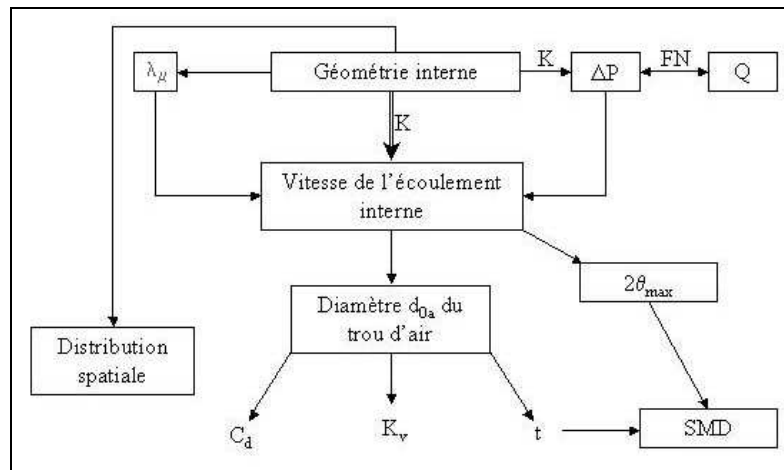 λμ
Géométrie interne
K
ΔP
FN
Q
K
Vitesse de l'écoulement
interne
2θmax
Diamètre d0a du
trou d'air
Distribution
spatiale
Cd
Kv
t
SMD